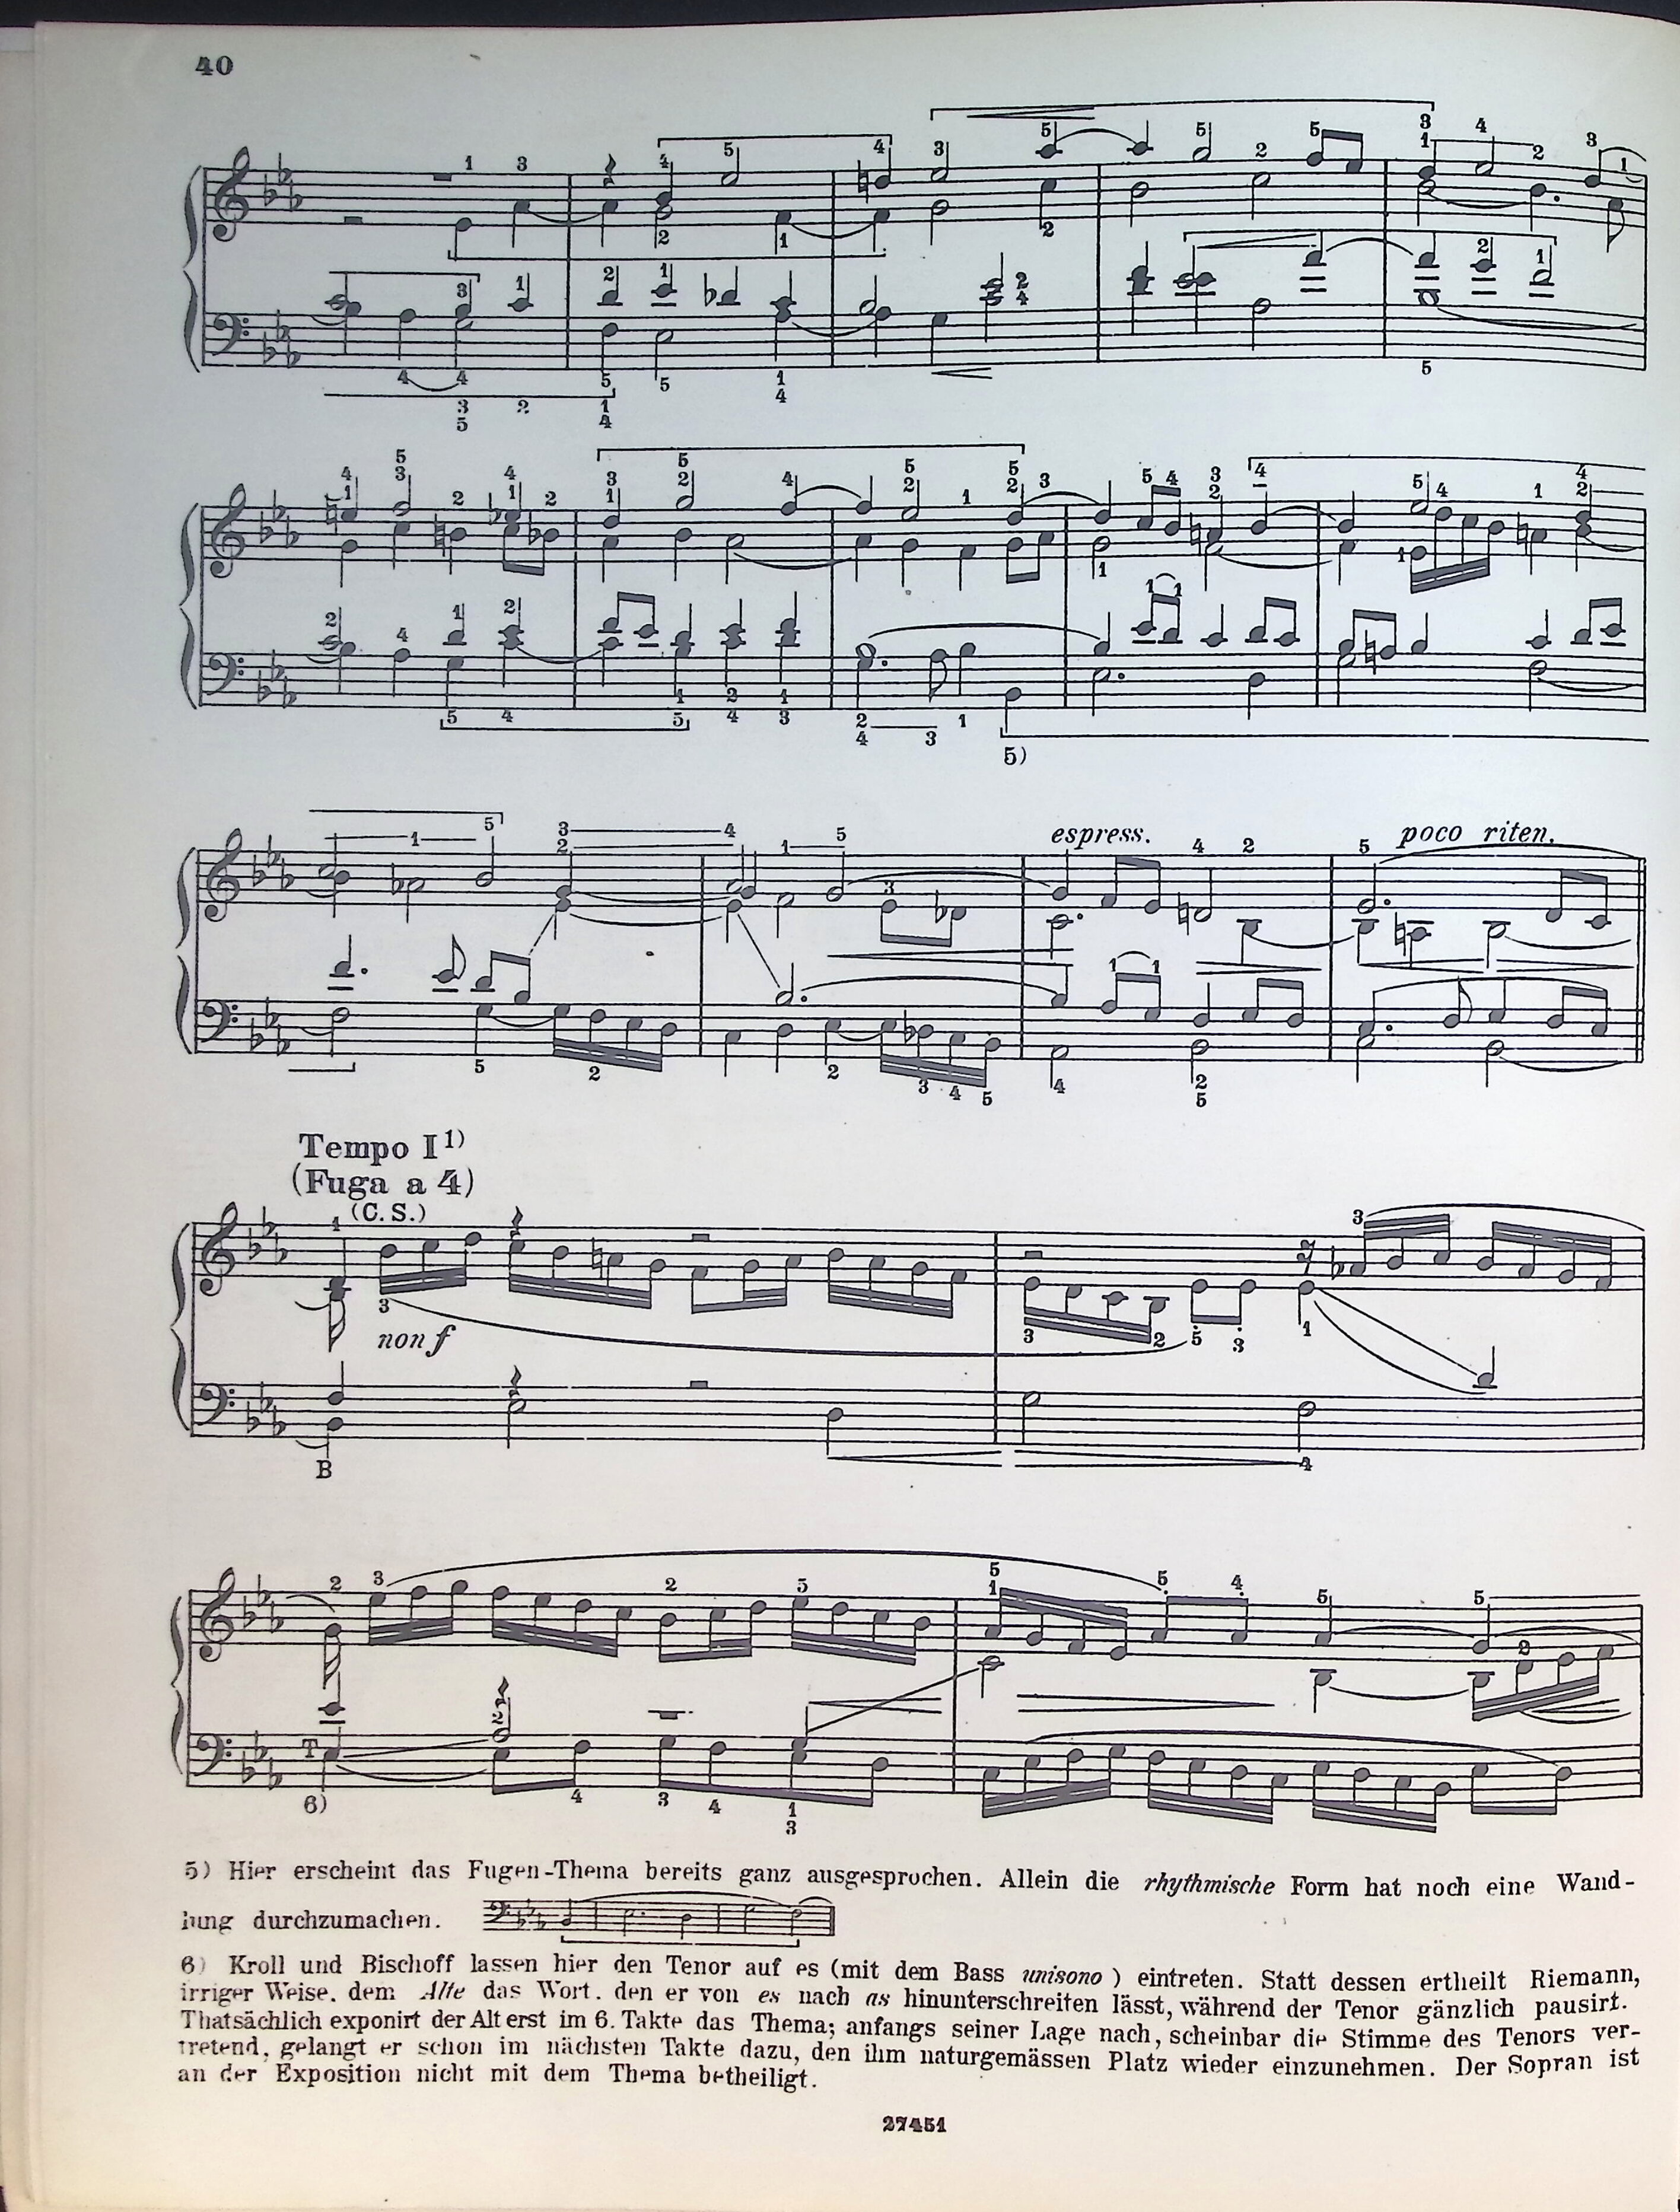 40
5)
espress.
poco riten.
Tempo I 1)
(Fuga a 4)
(C. S.)
non f
B
T
6)
5) Hier erscheint das Fugen-Thema bereits ganz ausgesprochen. Allein die rhythmische Form hat noch eine Wand-
lung durchzumachen.
6) Kroll und Bischoff lassen hier den Tenor auf es (mit dem Bass unisono) eintreten. Statt dessen ertheilt Riemann,
irriger Weise. dem Alte das Wort. den er von es nach as hinunterschreiten lässt, während der Tenor gänzlich pausirt.
Thatsächlich exponirt der Alt erst im 6. Takte das Thema; anfangs seiner Lage nach, scheinbar die Stimme des Tenors ver-
tretend, gelangt er schon im nächsten Takte dazu, den ihm naturgemässen Platz wieder einzunehmen. Der Sopran ist
an der Exposition nicht mit dem Thema betheiligt.
27451